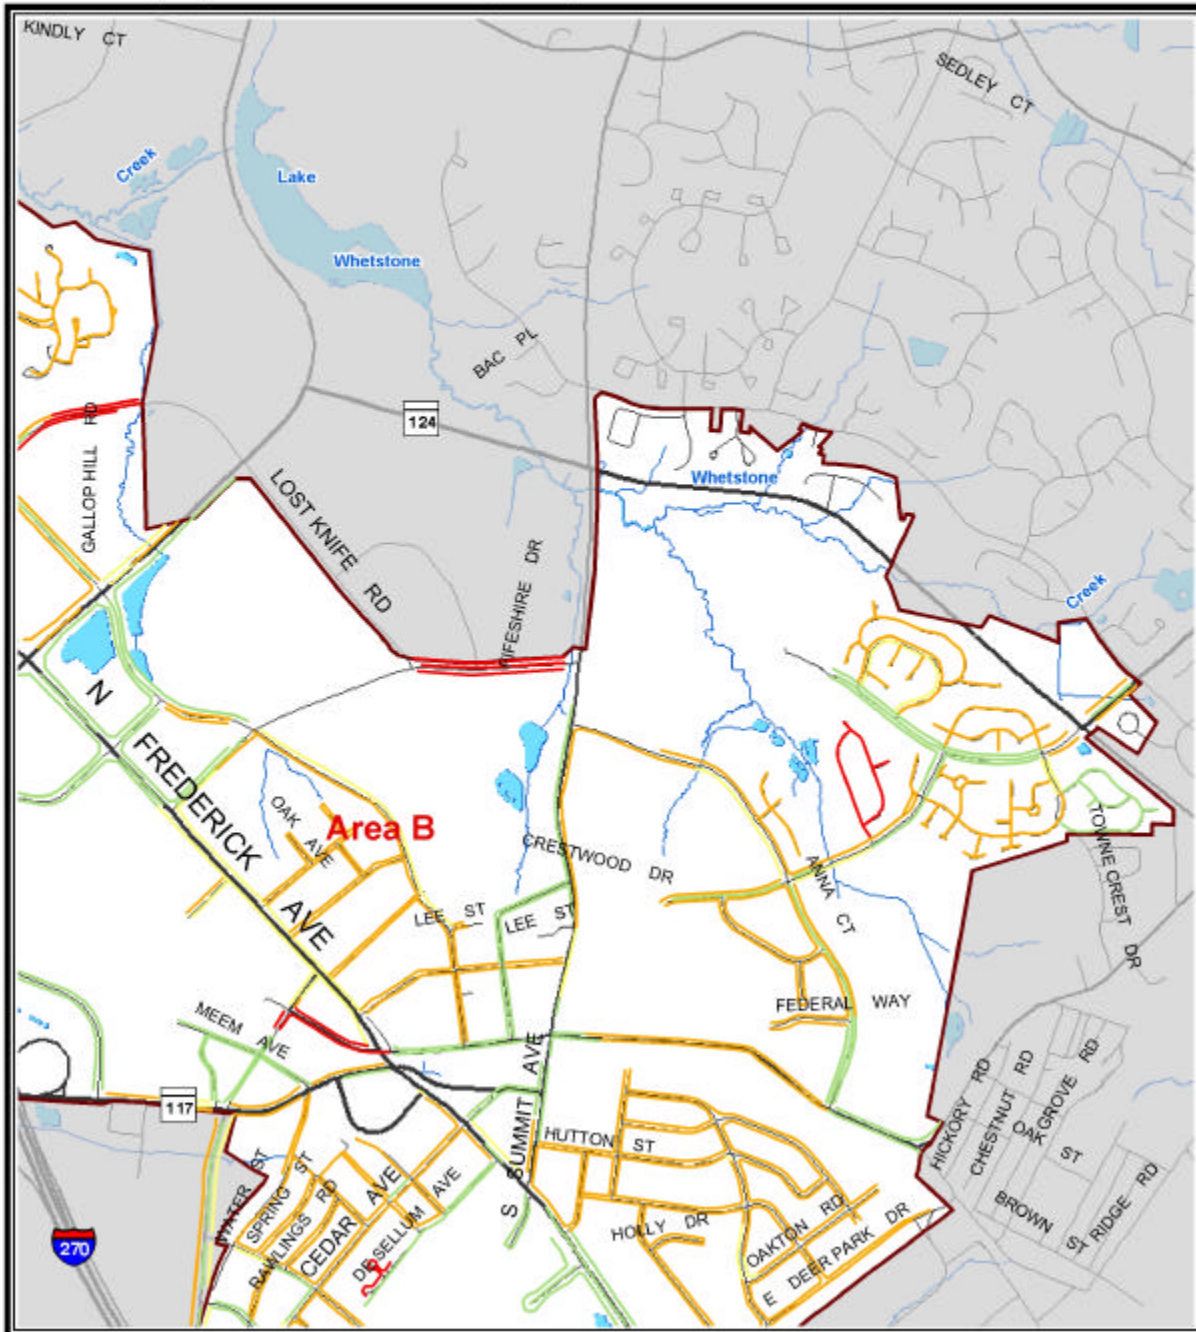 KINDLY CT
SEDLEY CT
Creek
Lake
Whetstone
BAC PL
124
GALLOP HILL RD
LOST KNIFE RD
Whetstone
FIFESHIRE DR
Creek
N FREDERICK AVE
OAK AVE
Area B
CRESTWOOD DR
ANNA CT
TOWNE CREST DR
LEE ST
LEE ST
FEDERAL WAY
MEEM AVE
117
S SUMMIT AVE
HUTTON ST
HICKORY RD
CHESTNUT RD
GROVE RD
OAK ST
WATER ST
SPRING ST
RAWLINGS RD
CEDAR AVE
DESELLUM AVE
HOLLY DR
OAKTON RD
E DEER PARK DR
BROWN ST
RIDGE RD
270